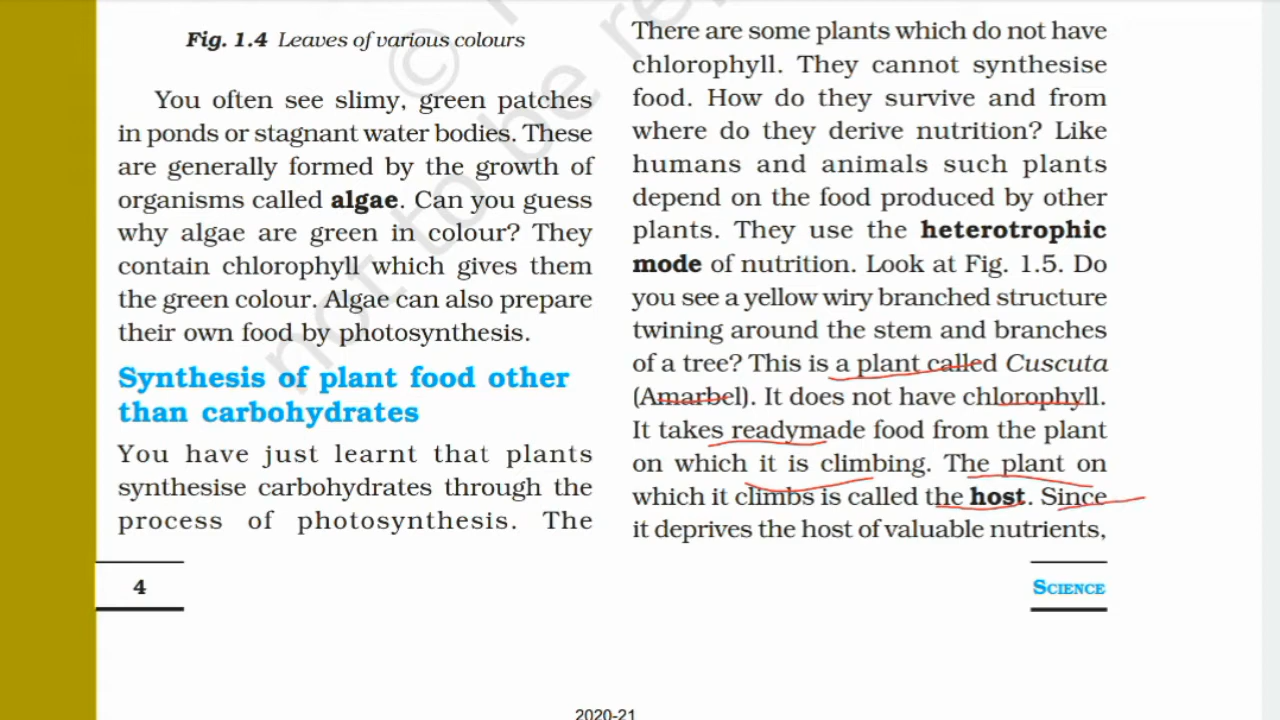 Fig. 1.4 Leaves of various colours
You often see slimy, green patches
in ponds or stagnant water bodies. These
are generally formed by the growth of
organisms called algae. Can you guess
why algae are green in colour? They
contain chlorophyll which gives them
the green colour. Algae can also prepare
their own food by photosynthesis.
Synthesis of plant food other
than carbohydrates
You have just learnt that plants
synthesise carbohydrates through the
process of photosynthesis. The
There are some plants which do not have
chlorophyll. They cannot synthesise
food. How do they survive and from
where do they derive nutrition? Like
humans and animals such plants
depend on the food produced by other
plants. They use the heterotrophic
mode of nutrition. Look at Fig. 1.5. Do
you see a yellow wiry branched structure
twining around the stem and branches
of a tree? This is a plant called Cuscuta
(Amarbel). It does not have chlorophyll.
It takes readymade food from the plant
on which it is climbing. The plant on
which it climbs is called the host. Since
it deprives the host of valuable nutrients,
4
SCIENCE
2020-21
not to be re
©